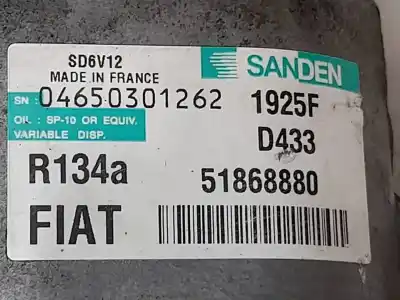 SD6V12
MADE IN FRANCE
SANDEN
SN : 04650301262
1925F
OIL : SP-10 OR EQUIV.
VARIABLE DISP.
D433
R134a
51868880
FIAT